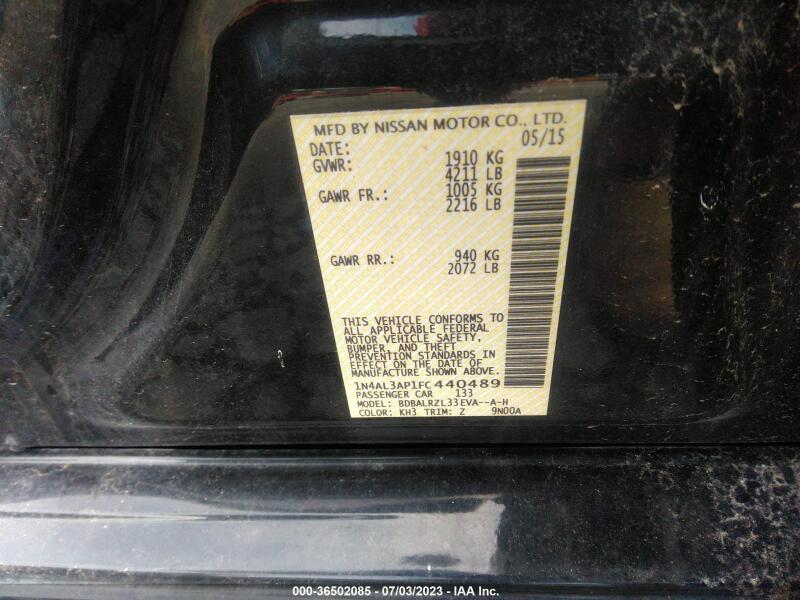 MFD BY NISSAN MOTOR CO., LTD.
DATE: 05/15
GVWR: 1910 KG
4211 LB
GAWR FR.: 1005 KG
2216 LB
GAWR RR.: 940 KG
2072 LB
THIS VEHICLE CONFORMS TO
ALL APPLICABLE FEDERAL
MOTOR VEHICLE SAFETY,
BUMPER, AND THEFT
PREVENTION STANDARDS IN
EFFECT ON THE DATE OF
MANUFACTURE SHOWN ABOVE.
1N4AL3AP1FC440489
PASSENGER CAR 133
MODEL: BDBALRZL33EVA--A-H
COLOR: KH3 TRIM: Z 9N00A
000-36502085 - 07/03/2023 - IAA Inc.